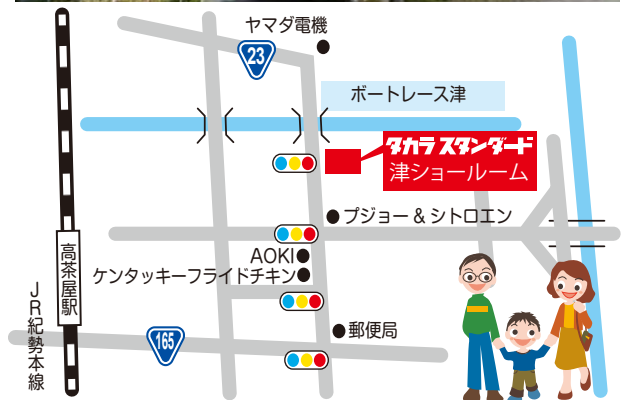 ヤマダ電機
23
ボートレース津
タカラスタンダード
津ショールーム
プジョー & シトロエン
AOKI
ケンタッキーフライドチキン
高茶屋駅
JR紀勢本線
165
郵便局